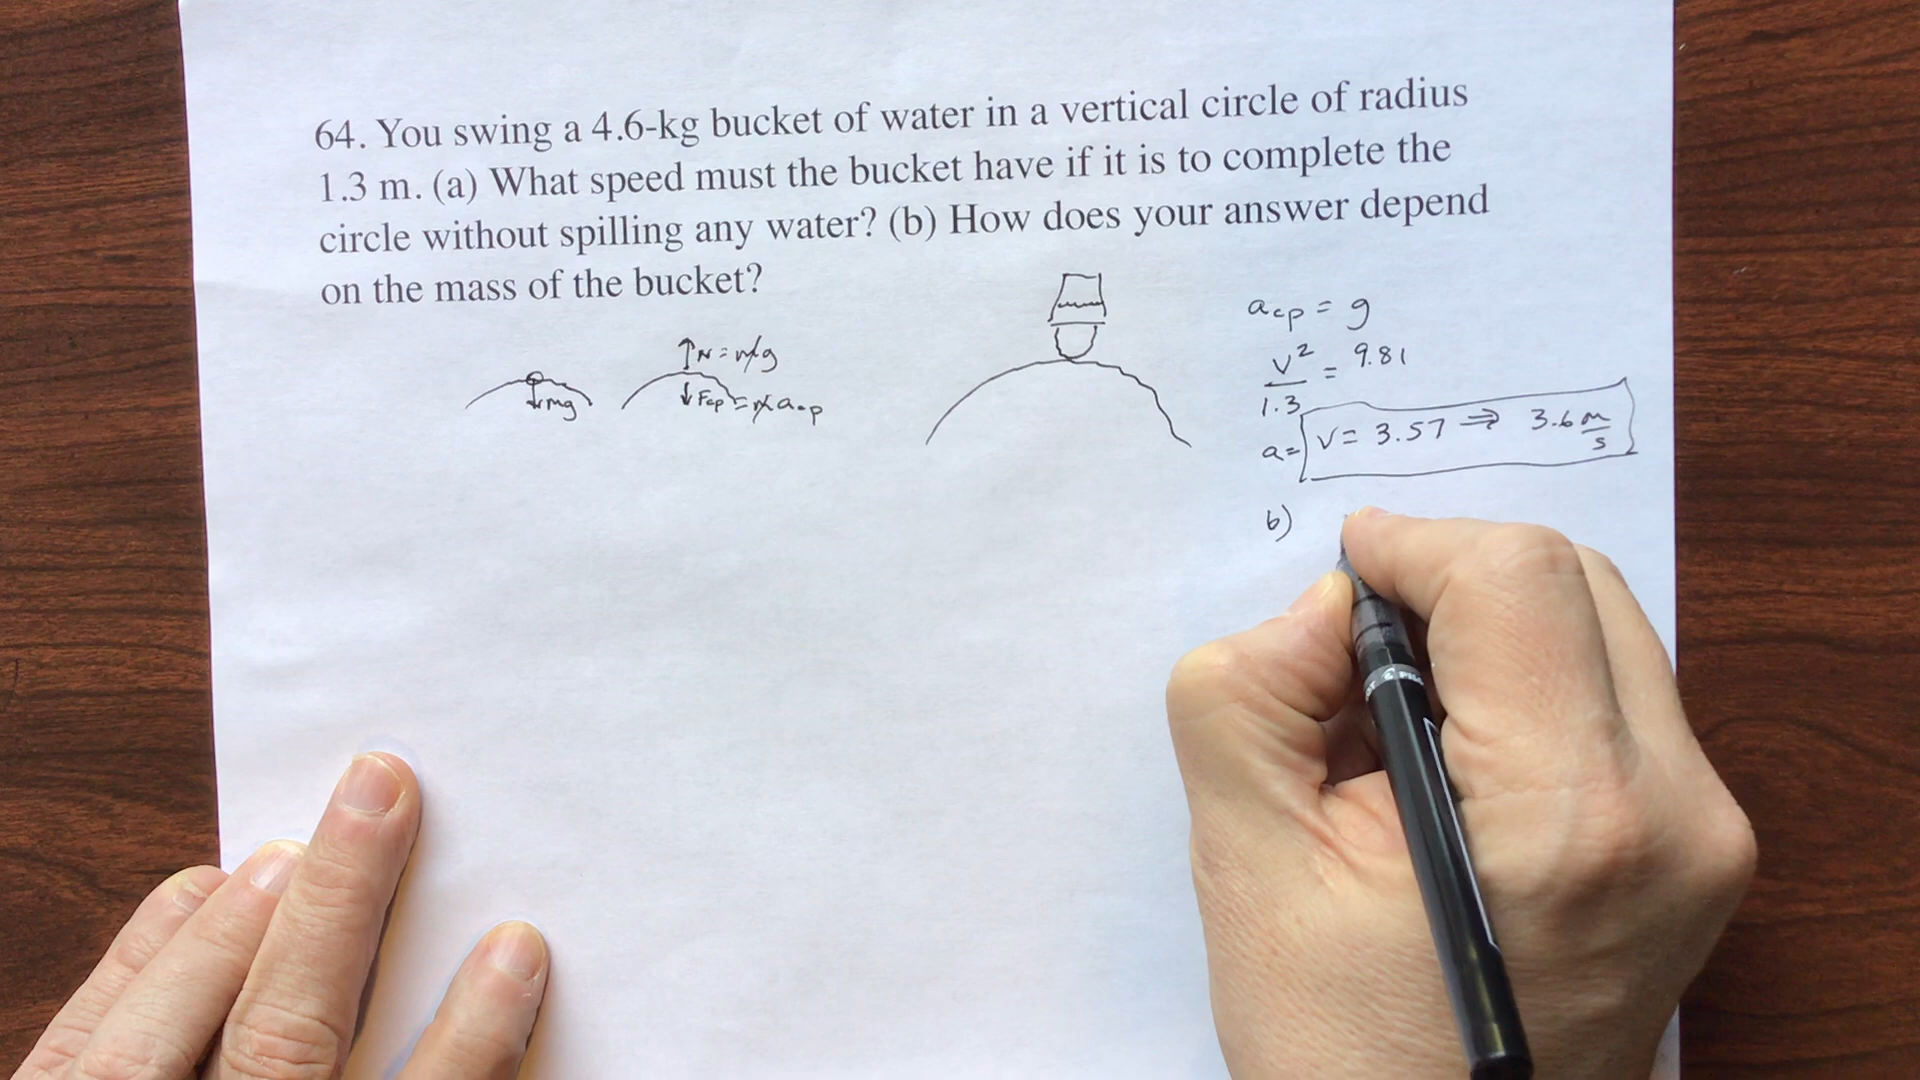 64. You swing a 4.6-kg bucket of water in a vertical circle of radius
1.3 m. (a) What speed must the bucket have if it is to complete the
circle without spilling any water? (b) How does your answer depend
on the mass of the bucket?
mg
↑N = mg
↓Fcp = m acp
acp = g
v² / 1.3 = 9.81
a = v = 3.57 ⇒ 3.6 m/s
b)